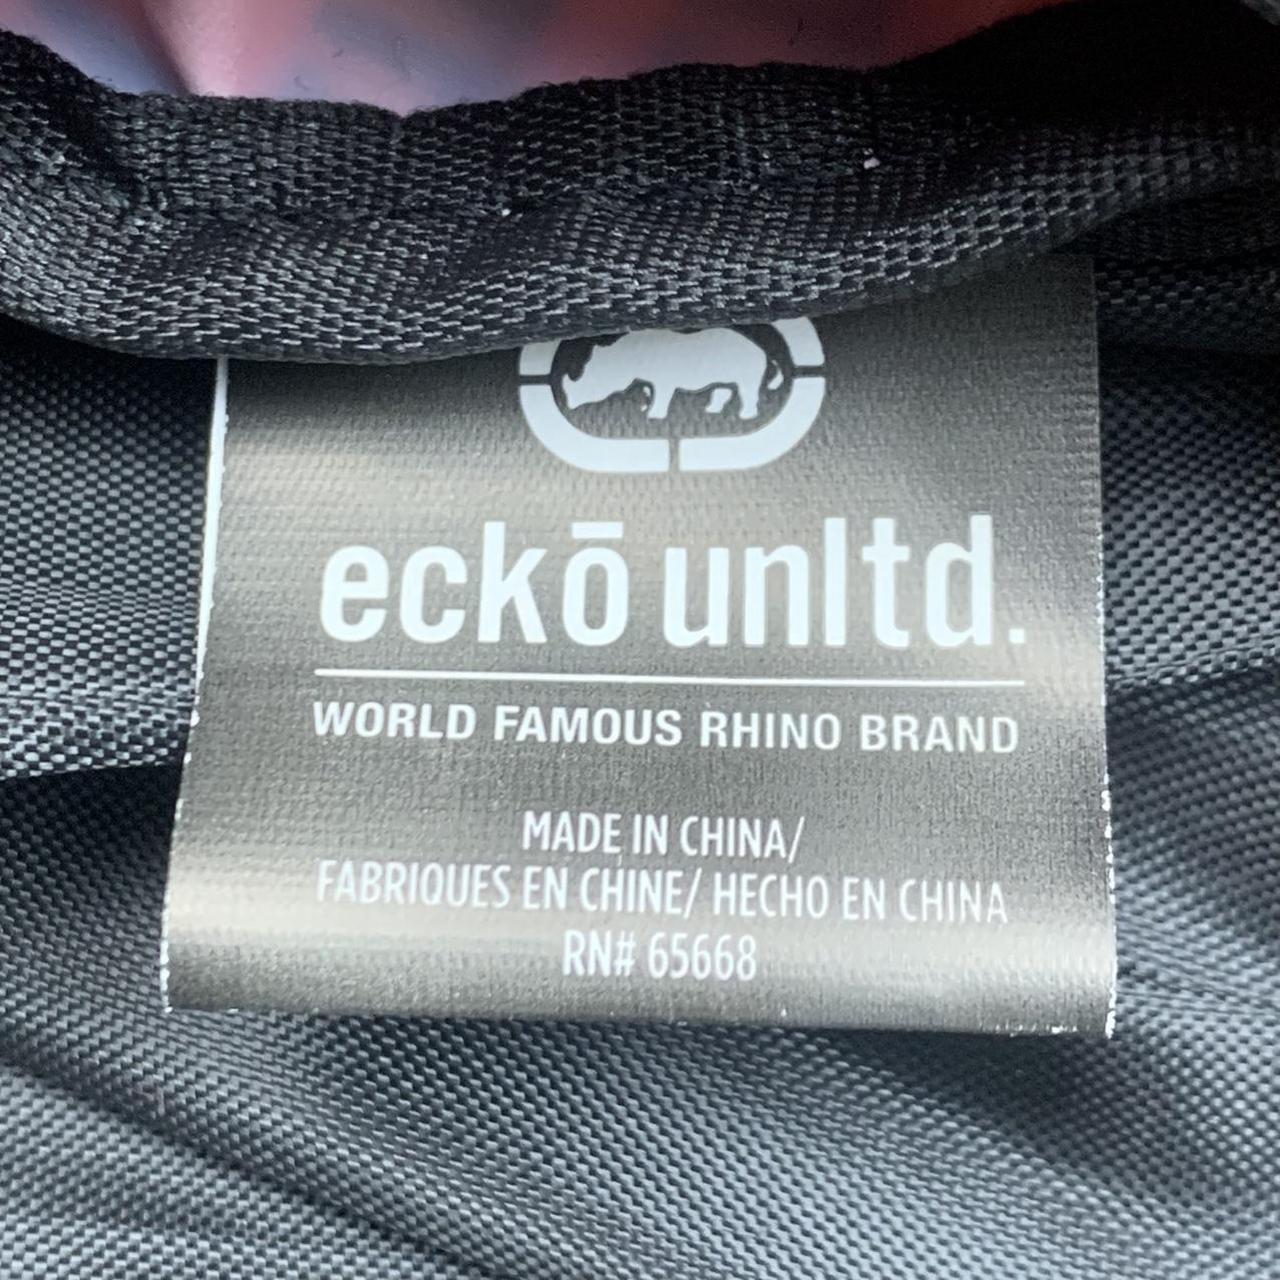 eckō unltd.
WORLD FAMOUS RHINO BRAND
MADE IN CHINA/
FABRIQUES EN CHINE/ HECHO EN CHINA
RN# 65668